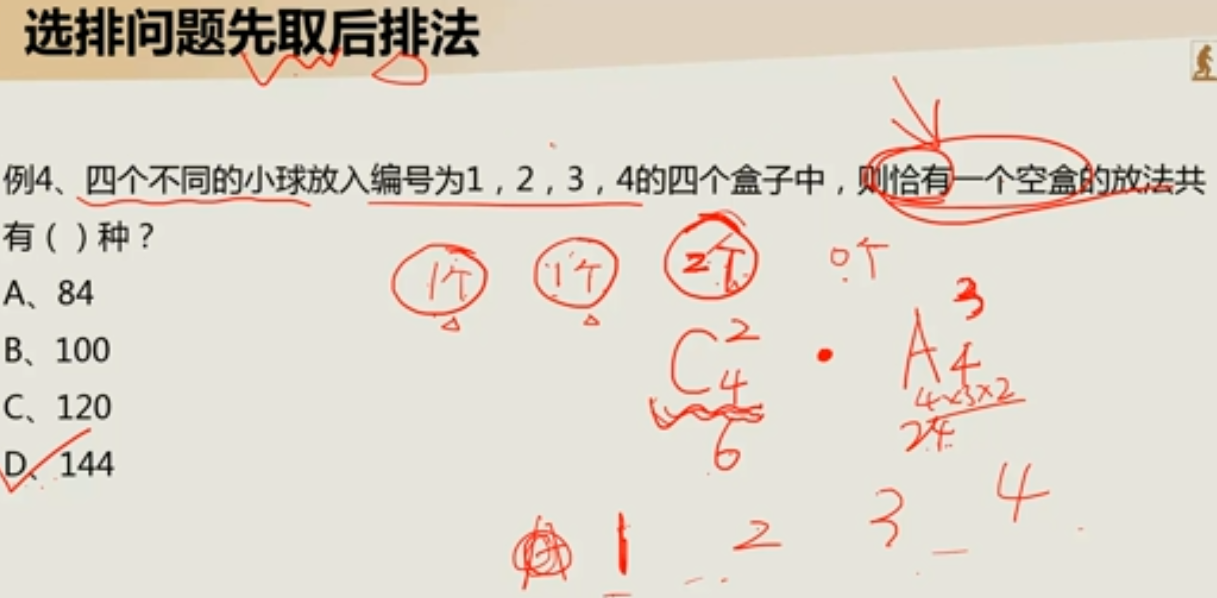 选排问题先取后排法
例4、四个不同的小球放入编号为1，2，3，4的四个盒子中，则恰有一个空盒的放法共
有（ ）种？
1个 1个 2个 0个
A、84
B、100
C、120
D、144
C 2 4 · A 3 4
4×3×2
6 24
1 2 3 4